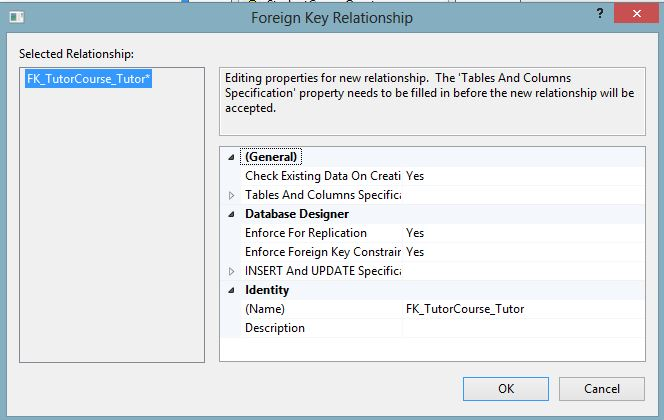 Foreign Key Relationship
?
Selected Relationship:
FK_TutorCourse_Tutor*
Editing properties for new relationship. The 'Tables And Columns
Specification' property needs to be filled in before the new relationship will be
accepted.
(General)
Check Existing Data On Creati Yes
Tables And Columns Specifica
Database Designer
Enforce For Replication Yes
Enforce Foreign Key Constrain Yes
INSERT And UPDATE Specifica
Identity
(Name) FK_TutorCourse_Tutor
Description
OK Cancel